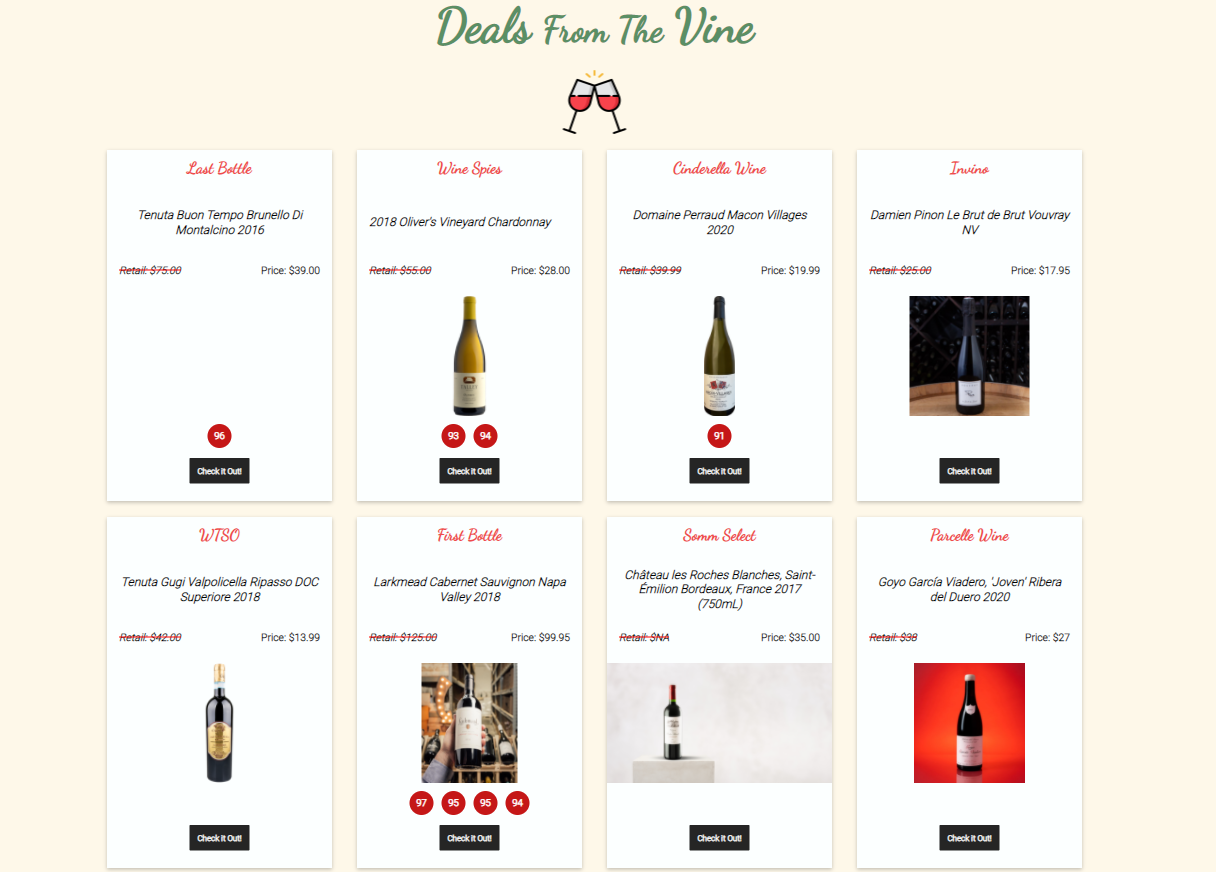 Deals From The Vine
Last Bottle
Tenuta Buon Tempo Brunello Di
Montalcino 2016
Retail: $75.00
Price: $39.00
96
Check It Out!
Wine Spies
2018 Oliver's Vineyard Chardonnay
Retail: $55.00
Price: $28.00
93
94
Check It Out!
Cinderella Wine
Domaine Perraud Macon Villages
2020
Retail: $39.99
Price: $19.99
91
Check It Out!
Invino
Damien Pinon Le Brut de Brut Vouvray
NV
Retail: $25.00
Price: $17.95
Check It Out!
WTSO
Tenuta Gugi Valpolicella Ripasso DOC
Superiore 2018
Retail: $42.00
Price: $13.99
Check It Out!
First Bottle
Larkmead Cabernet Sauvignon Napa
Valley 2018
Retail: $125.00
Price: $99.95
97
95
95
94
Check It Out!
Somm Select
Château les Roches Blanches, Saint-
Émilion Bordeaux, France 2017
(750mL)
Retail: $NA
Price: $35.00
Check It Out!
Parcelle Wine
Goyo García Viadero, 'Joven' Ribera
del Duero 2020
Retail: $38
Price: $27
Check It Out!